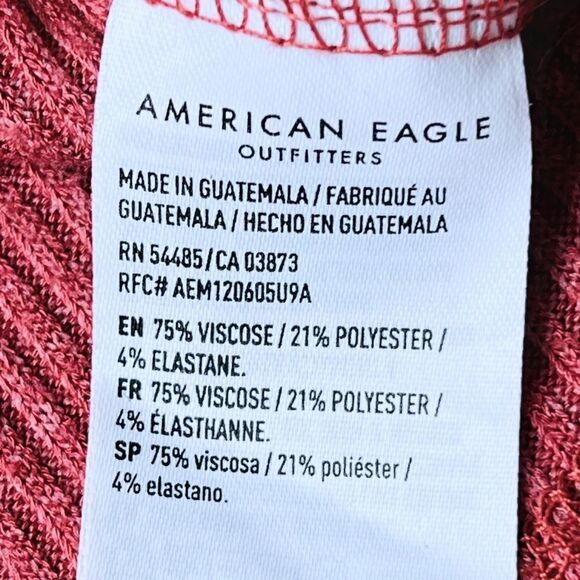 AMERICAN EAGLE
OUTFITTERS
MADE IN GUATEMALA / FABRIQUÉ AU
GUATEMALA / HECHO EN GUATEMALA
RN 54485/CA 03873
RFC# AEM120605U9A
EN 75% VISCOSE / 21% POLYESTER /
4% ELASTANE.
FR 75% VISCOSE / 21% POLYESTER /
4% ÉLASTHANNE.
SP 75% viscosa / 21% poliéster /
4% elastano.